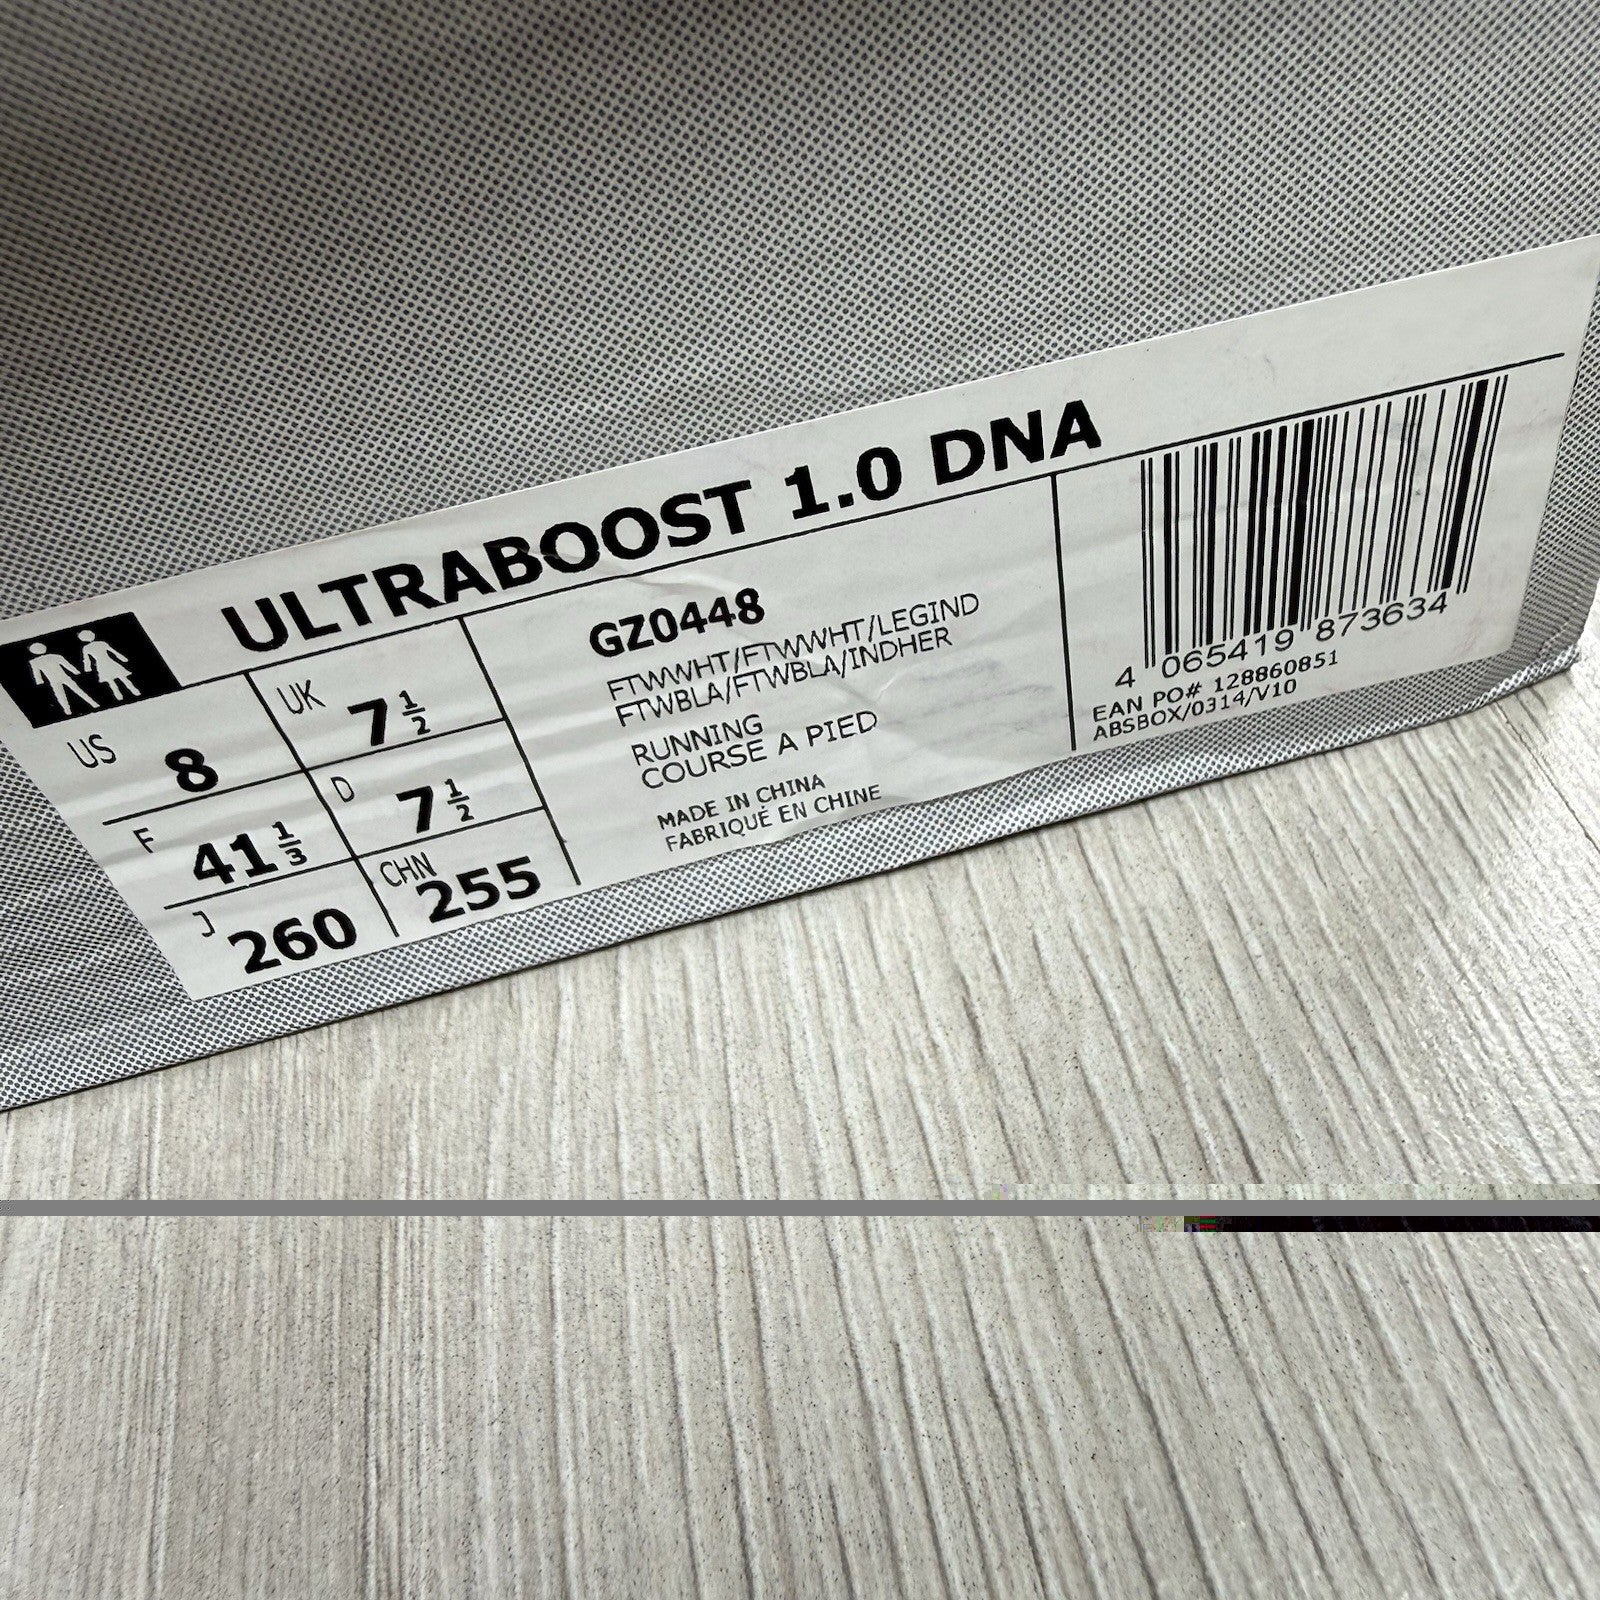 ULTRABOOST 1.0 DNA
US 8
UK 7 1/2
F 41 1/3
D 7 1/2
J 260
CHN 255
GZ0448
FTWWHT/FTWWHT/LEGIND
FTWBLA/FTWBLA/INDHER
RUNNING
COURSE A PIED
MADE IN CHINA
FABRIQUÉ EN CHINE
4 065419 873634
EAN PO# 128860851
ABSBOX/0314/V10